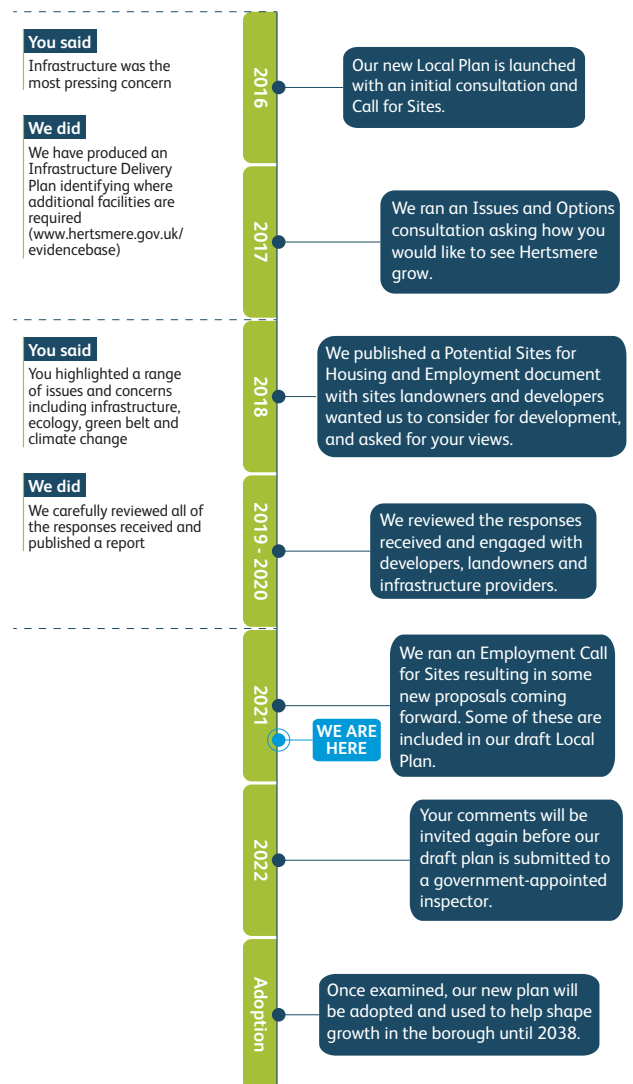 You said
Infrastructure was the
most pressing concern
We did
We have produced an
Infrastructure Delivery
Plan identifying where
additional facilities are
required
(www.hertsmere.gov.uk/
evidencebase)
2016
Our new Local Plan is launched
with an initial consultation and
Call for Sites.
2017
We ran an Issues and Options
consultation asking how you
would like to see Hertsmere
grow.
You said
You highlighted a range
of issues and concerns
including infrastructure,
ecology, green belt and
climate change
We did
We carefully reviewed all of
the responses received and
published a report
2018
We published a Potential Sites for
Housing and Employment document
with sites landowners and developers
wanted us to consider for development,
and asked for your views.
2019 - 2020
We reviewed the responses
received and engaged with
developers, landowners and
infrastructure providers.
2021
We ran an Employment Call
for Sites resulting in some
new proposals coming
forward. Some of these are
included in our draft Local
Plan.
WE ARE
HERE
2022
Your comments will be
invited again before our
draft plan is submitted to
a government-appointed
inspector.
Adoption
Once examined, our new plan will
be adopted and used to help shape
growth in the borough until 2038.